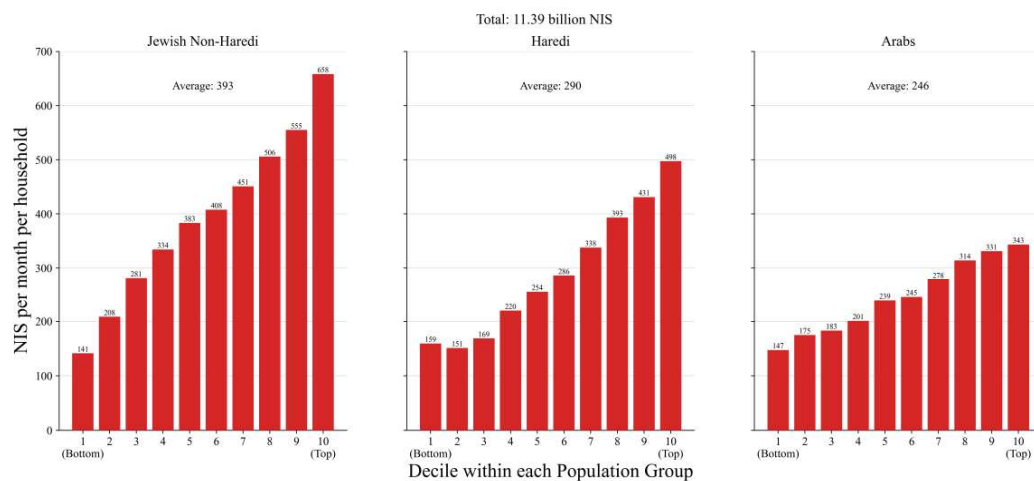 Total: 11.39 billion NIS
Jewish Non-Haredi
Haredi
Arabs
NIS per month per household
700
600
500
400
300
200
100
0
Average: 393
141
208
281
334
383
408
451
506
555
658
1 2 3 4 5 6 7 8 9 10
(Bottom) (Top)
Average: 290
159
151
169
220
254
286
338
393
431
498
1 2 3 4 5 6 7 8 9 10
(Bottom) (Top)
Average: 246
147
175
183
201
239
245
278
314
331
343
1 2 3 4 5 6 7 8 9 10
(Bottom) (Top)
Decile within each Population Group